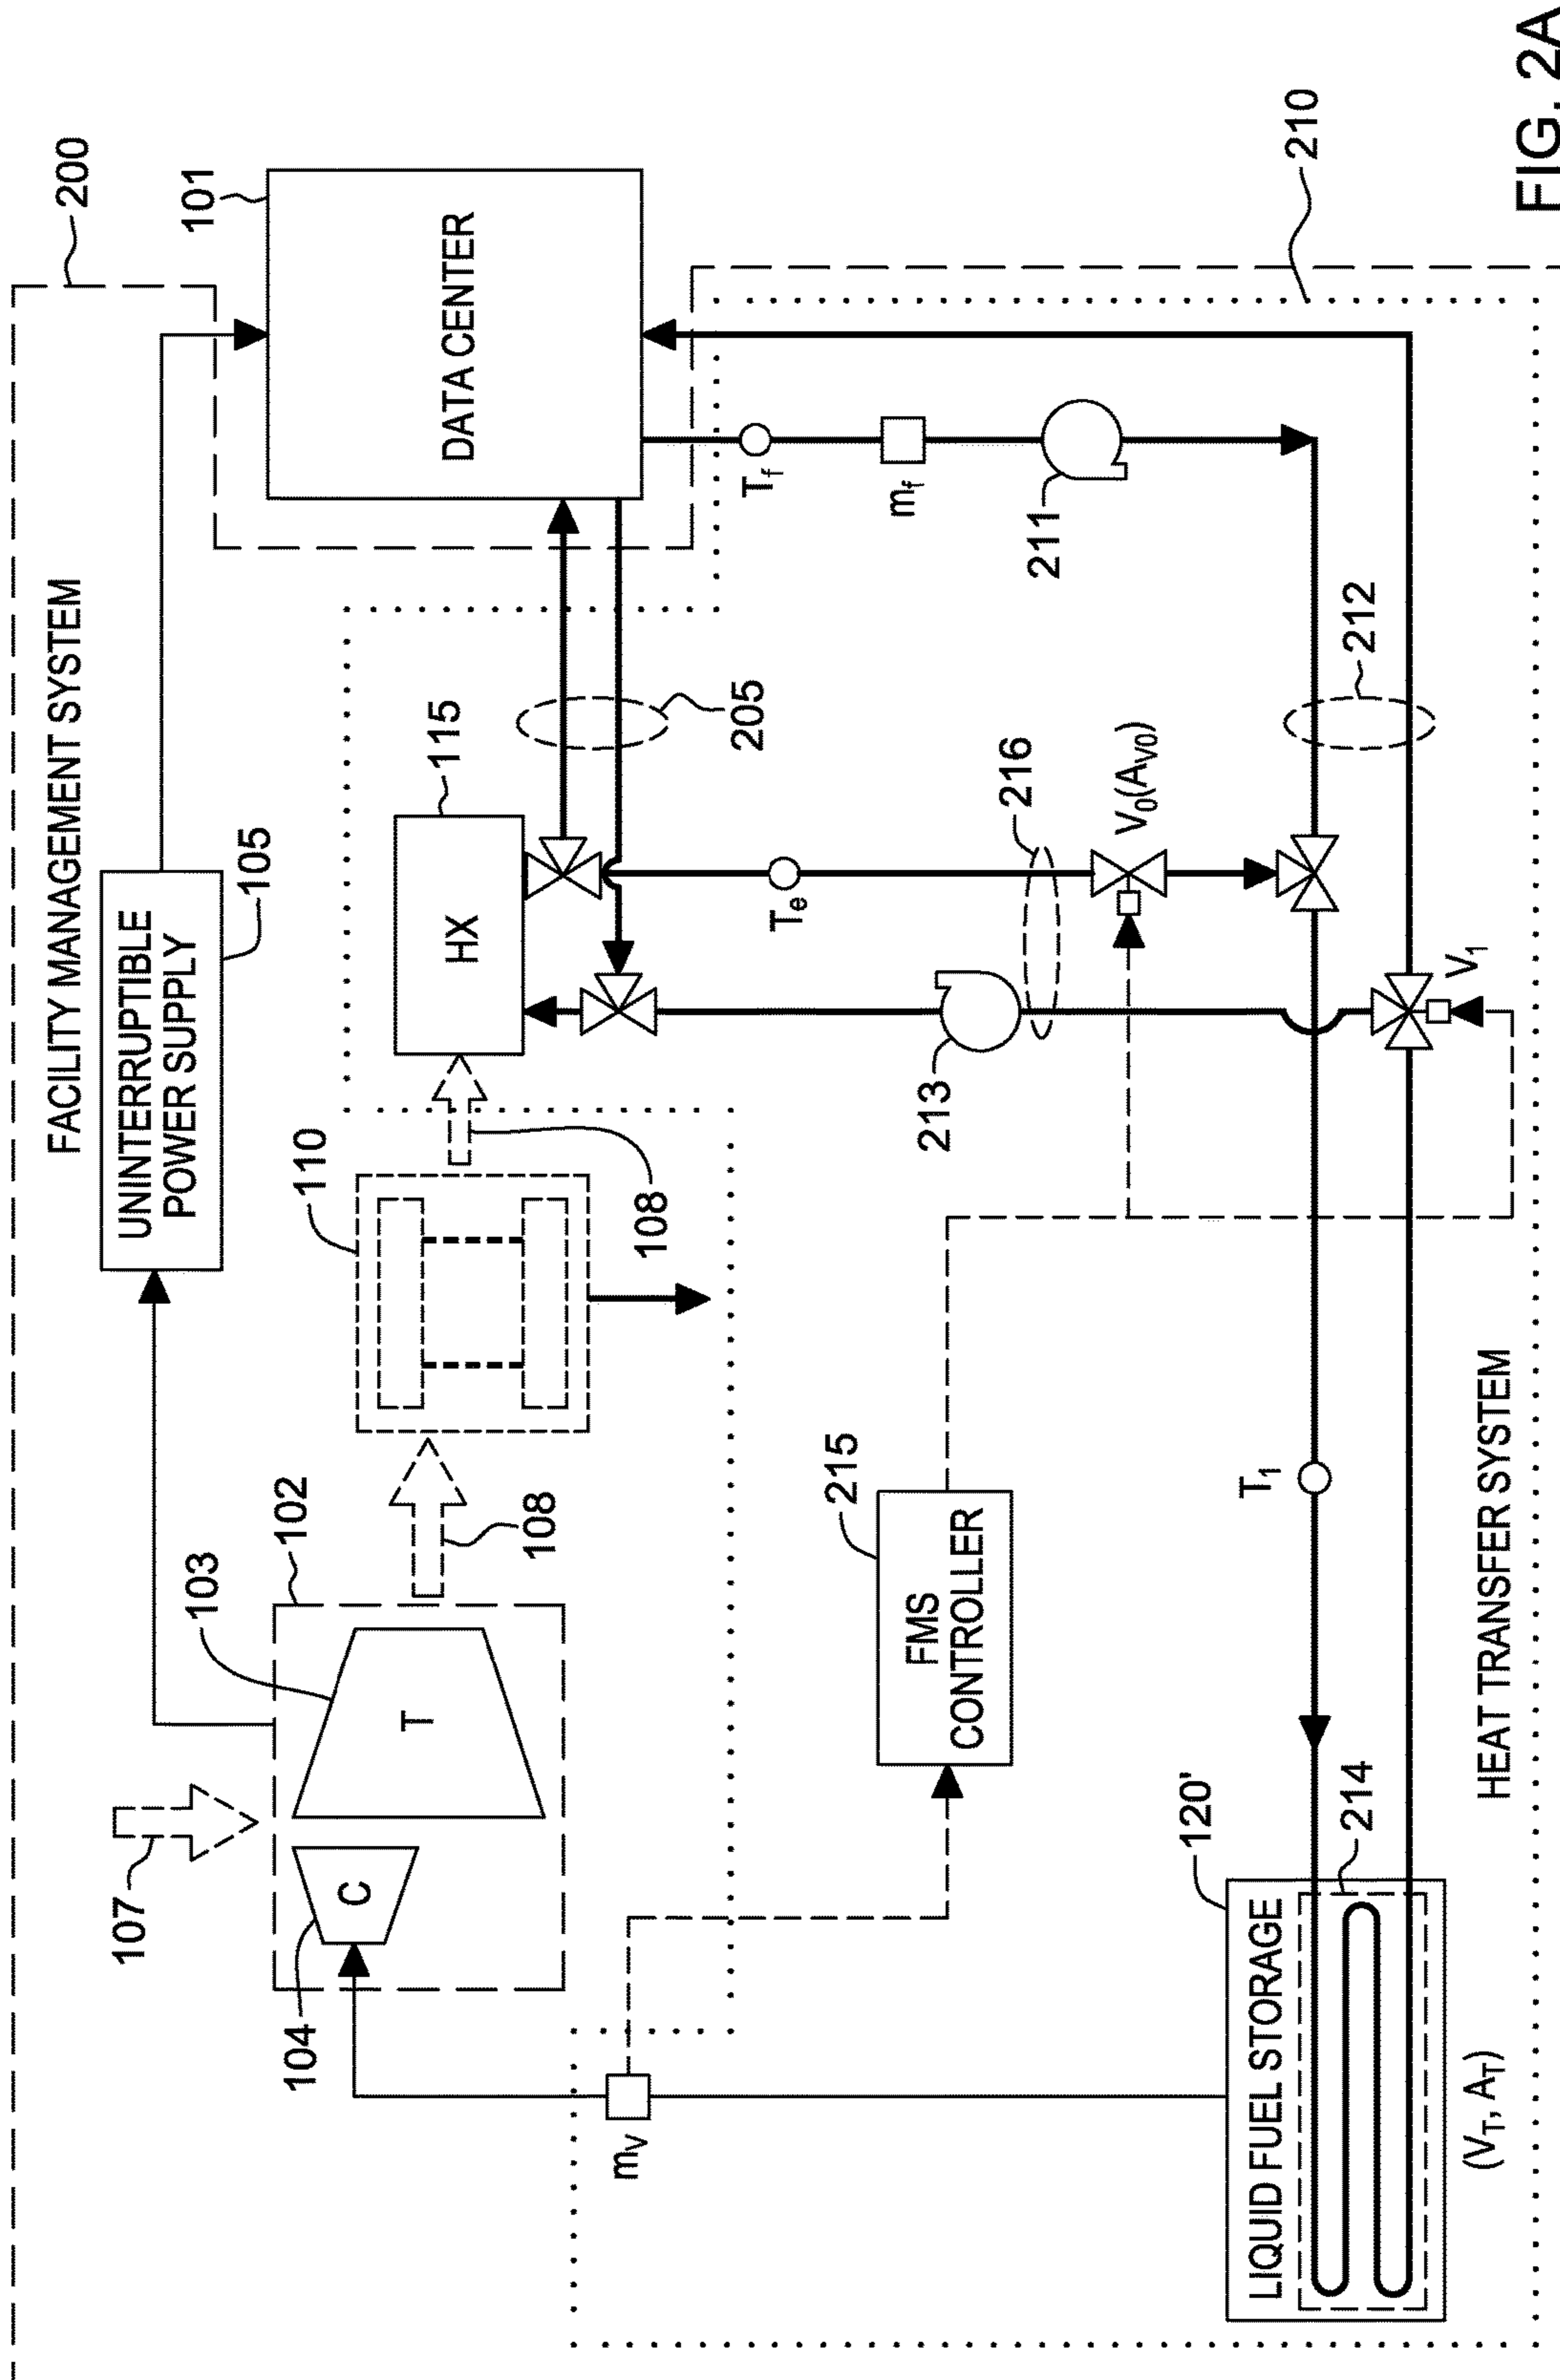 FACILITY MANAGEMENT SYSTEM
200
UNINTERRUPTIBLE
POWER SUPPLY
105
101
DATA CENTER
107
104
C
103
T
102
108
110
108
HX
115
205
T_f
m_f
211
m_V
215
FMS
CONTROLLER
213
T_e
216
V_0(A_V0)
212
210
120'
LIQUID FUEL STORAGE
214
(V_T, A_T)
T_1
V_1
HEAT TRANSFER SYSTEM
FIG. 2A